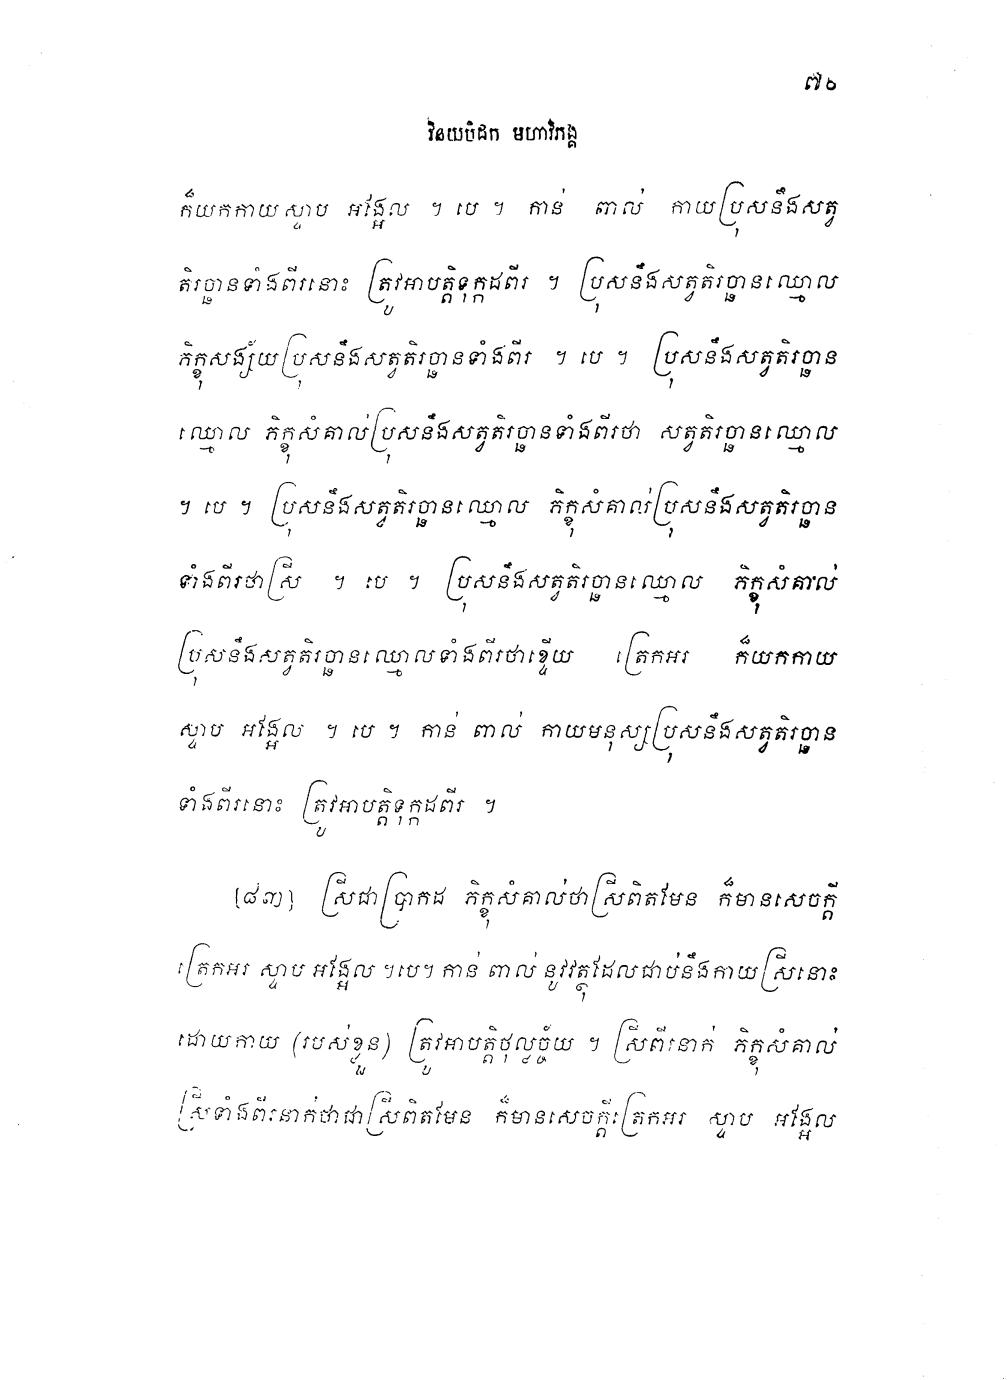 ៧៦
វិនយបិដក មហាវិភង្គ
ក៏យកកាយស្ទាប អង្អែល ។ បេ ។ កាន់ ពាល់ កាយប្រុសនឹងសត្វ
តិរច្ឆានទាំងពីរនោះ ត្រូវអាបត្តិទុក្កដពីរ ។ ប្រុសនឹងសត្វតិរច្ឆានឈ្មោល
ភិក្ខុសង្ស័យប្រុសនឹងសត្វតិរច្ឆានទាំងពីរ ។ បេ ។ ប្រុសនឹងសត្វតិរច្ឆាន
ឈ្មោល ភិក្ខុសំគាល់ប្រុសនឹងសត្វតិរច្ឆានទាំងពីរថា សត្វតិរច្ឆានឈ្មោល
។ បេ ។ ប្រុសនឹងសត្វតិរច្ឆានឈ្មោល ភិក្ខុសំគាល់ប្រុសនឹងសត្វតិរច្ឆាន
ទាំងពីរថាស្រី ។ បេ ។ ប្រុសនឹងសត្វតិរច្ឆានឈ្មោល ភិក្ខុសំគាល់
ប្រុសនឹងសត្វតិរច្ឆានឈ្មោលទាំងពីរថាខ្ទើយ ត្រេកអរ ក៏យកកាយ
ស្ទាប អង្អែល ។ បេ ។ កាន់ ពាល់ កាយមនុស្សប្រុសនឹងសត្វតិរច្ឆាន
ទាំងពីរនោះ ត្រូវអាបត្តិទុក្កដពីរ ។
[៨៣] ស្រីជាប្រាកដ ភិក្ខុសំគាល់ថាស្រីពិតមែន ក៏មានសេចក្តី
ត្រេកអរ ស្ទាប អង្អែល ។បេ។ កាន់ ពាល់ នូវវត្ថុដែលជាប់នឹងកាយស្រីនោះ
ដោយកាយ (របស់ខ្លួន) ត្រូវអាបត្តិថុល្លច្ច័យ ។ ស្រីពីរនាក់ ភិក្ខុសំគាល់
ស្រីទាំងពីរនាក់ថាជាស្រីពិតមែន ក៏មានសេចក្តីត្រេកអរ ស្ទាប អង្អែល